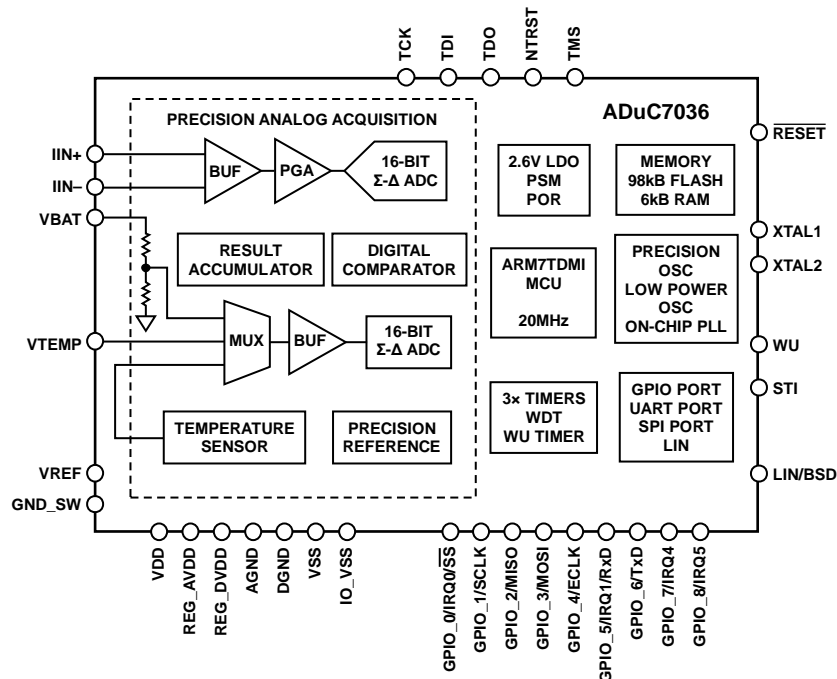 TCK
TDI
TDO
NTRST
TMS
PRECISION ANALOG ACQUISITION
ADuC7036
RESET
IIN+
IIN–
VBAT
VTEMP
VREF
GND_SW
BUF
PGA
16-BIT
Σ-Δ ADC
2.6V LDO
PSM
POR
MEMORY
98kB FLASH
6kB RAM
XTAL1
XTAL2
WU
STI
LIN/BSD
RESULT
ACCUMULATOR
DIGITAL
COMPARATOR
ARM7TDMI
MCU
20MHz
PRECISION
OSC
LOW POWER
OSC
ON-CHIP PLL
MUX
BUF
16-BIT
Σ-Δ ADC
TEMPERATURE
SENSOR
PRECISION
REFERENCE
3× TIMERS
WDT
WU TIMER
GPIO PORT
UART PORT
SPI PORT
LIN
VDD
REG_AVDD
REG_DVDD
AGND
DGND
VSS
IO_VSS
GPIO_0/IRQ0/SS
GPIO_1/SCLK
GPIO_2/MISO
GPIO_3/MOSI
GPIO_4/ECLK
GPIO_5/IRQ1/RxD
GPIO_6/TxD
GPIO_7/IRQ4
GPIO_8/IRQ5